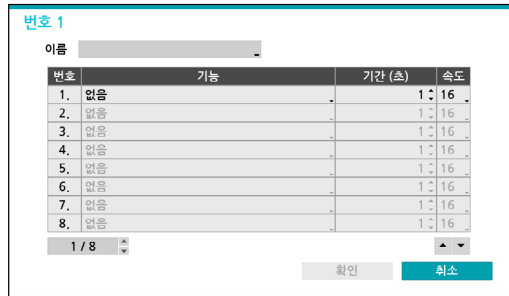 번호 1
이름
번호 기능 기간 (초) 속도
1. 없음 1 16
2. 없음 1 16
3. 없음 1 16
4. 없음 1 16
5. 없음 1 16
6. 없음 1 16
7. 없음 1 16
8. 없음 1 16
1 / 8
확인 취소